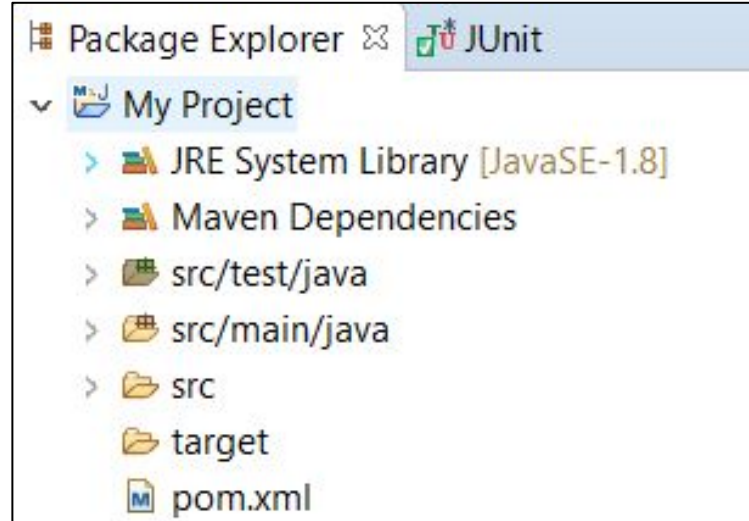 Package Explorer JUnit
My Project
JRE System Library [JavaSE-1.8]
Maven Dependencies
src/test/java
src/main/java
src
target
pom.xml